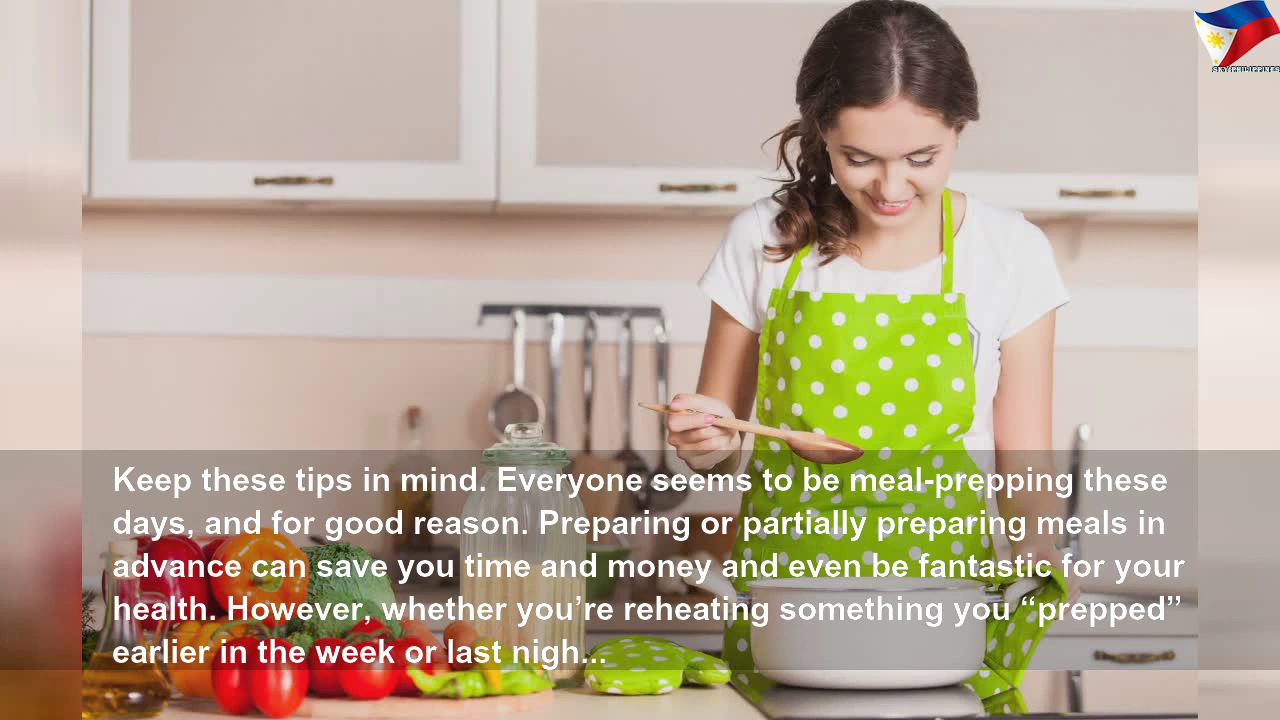 SKYPHILIPPINES
Keep these tips in mind. Everyone seems to be meal-prepping these
days, and for good reason. Preparing or partially preparing meals in
advance can save you time and money and even be fantastic for your
health. However, whether you’re reheating something you “prepped”
earlier in the week or last nigh...